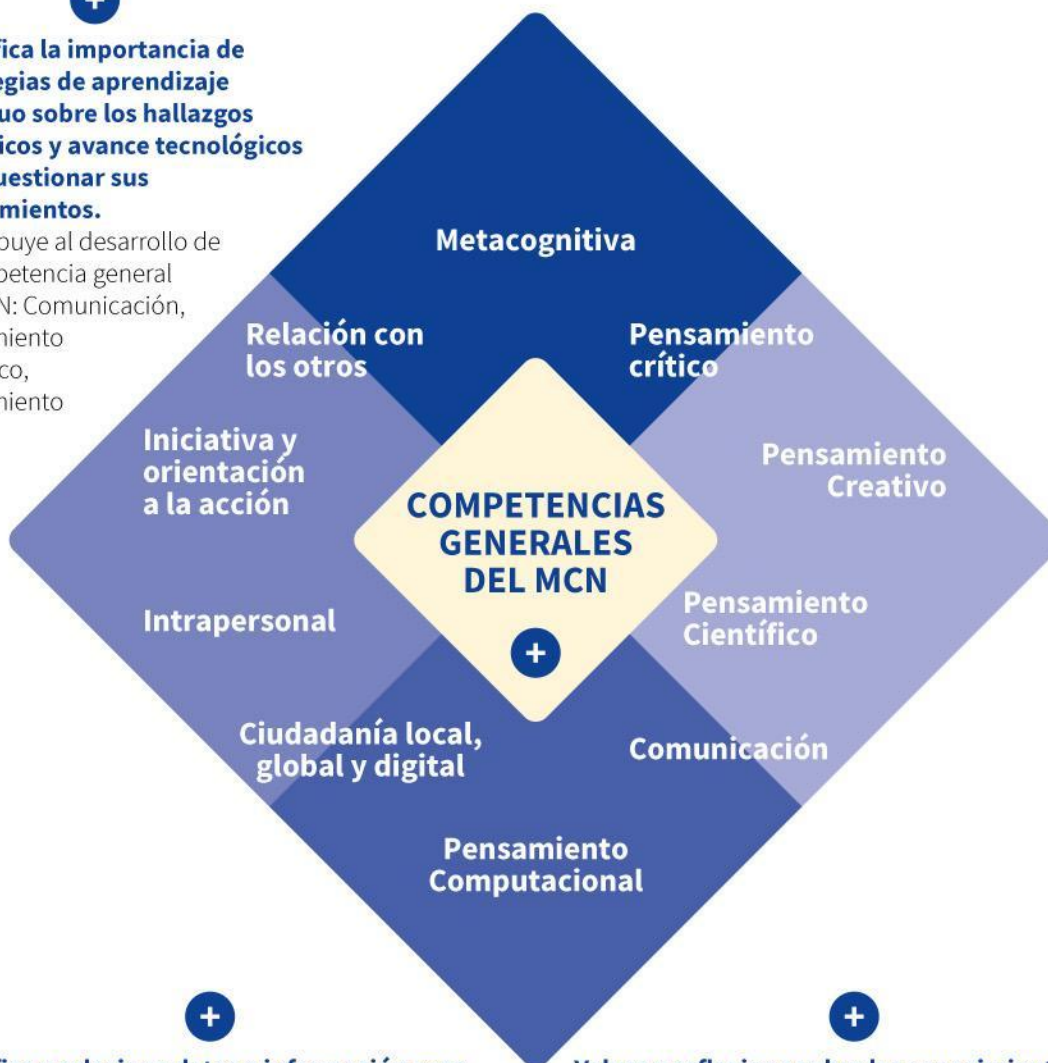 fica la importancia de
egias de aprendizaje
uo sobre los hallazgos
icos y avance tecnológicos
uestionar sus
mientos.
buye al desarrollo de
petencia general
N: Comunicación,
miento
co,
miento
Metacognitiva
Relación con
los otros
Pensamiento
crítico
Iniciativa y
orientación
a la acción
Pensamiento
Creativo
COMPETENCIAS
GENERALES
DEL MCN
+
Intrapersonal
Pensamiento
Científico
Ciudadanía local,
global y digital
Comunicación
Pensamiento
Computacional
+
+